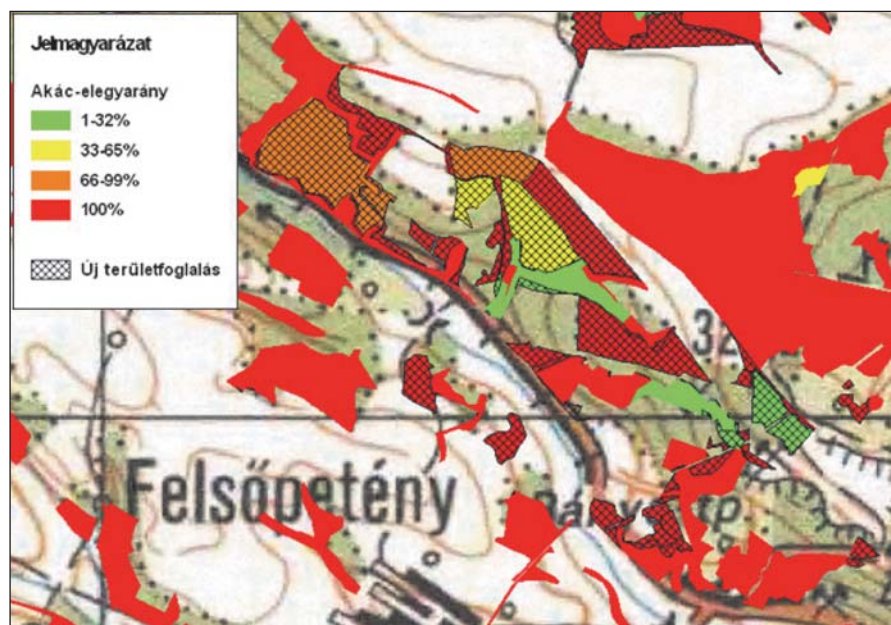 Jelmagyarázat
Akác-elegyarány
1-32%
33-65%
66-99%
100%
Új területfoglalás
32
Felsőpetény